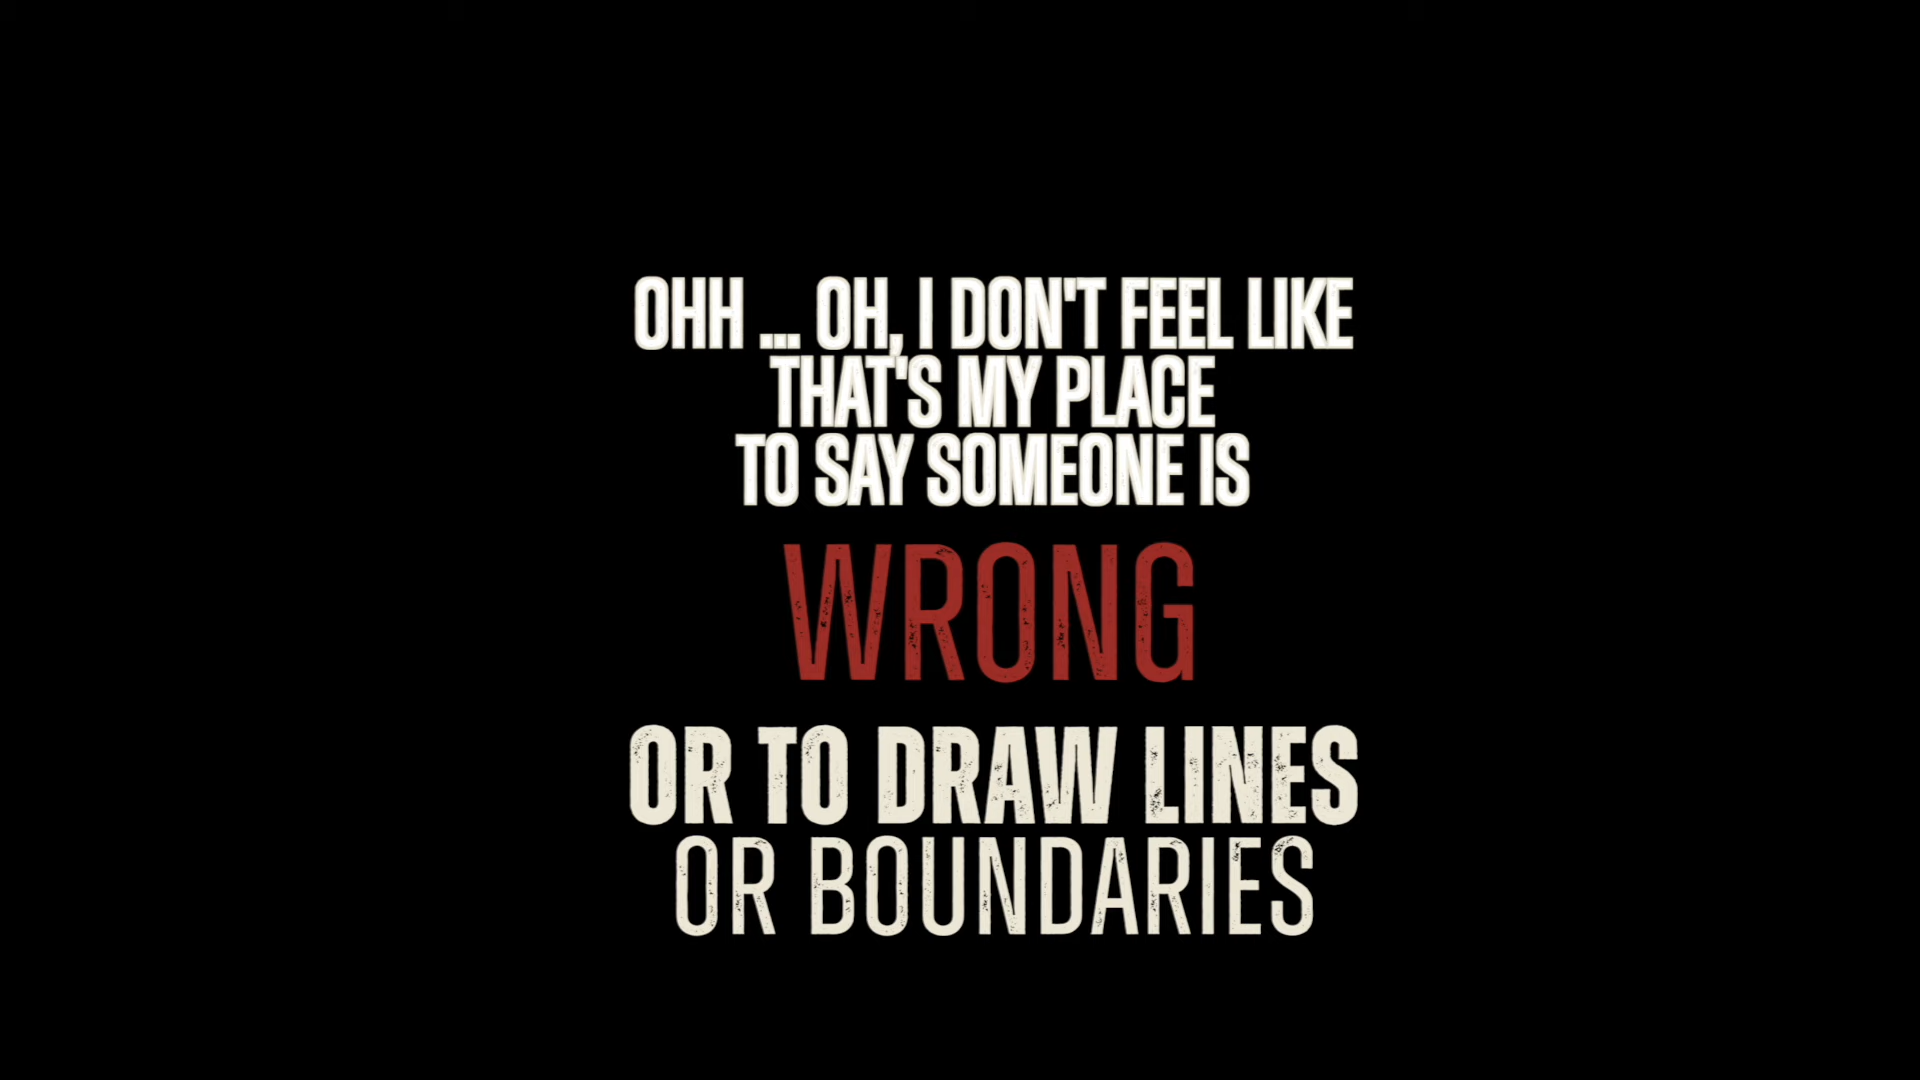 OHH ... OH, I DON'T FEEL LIKE
THAT'S MY PLACE
TO SAY SOMEONE IS
WRONG
OR TO DRAW LINES
OR BOUNDARIES